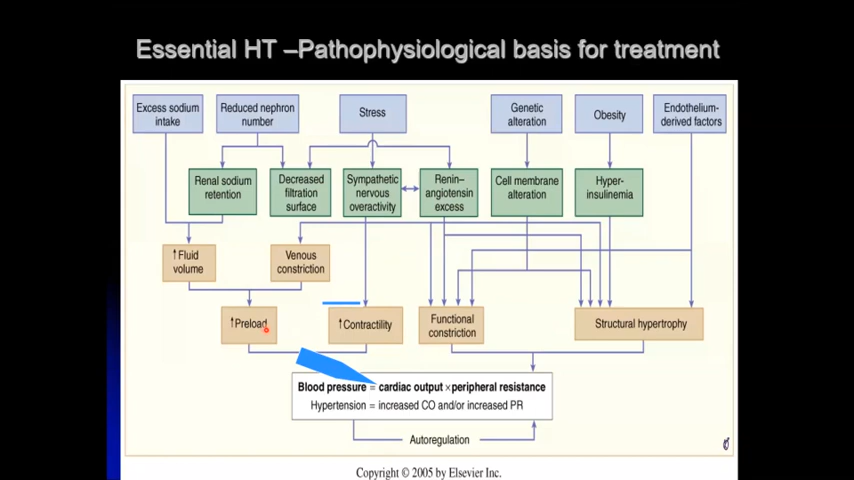 Essential HT –Pathophysiological basis for treatment
Excess sodium
intake
Reduced nephron
number
Stress
Genetic
alteration
Obesity
Endothelium-
derived factors
Renal sodium
retention
Decreased
filtration
surface
Sympathetic
nervous
overactivity
Renin–
angiotensin
excess
Cell membrane
alteration
Hyper-
insulinemia
↑Fluid
volume
Venous
constriction
↑Preload
↑Contractility
Functional
constriction
Structural hypertrophy
Blood pressure = cardiac output ×peripheral resistance
Hypertension = increased CO and/or increased PR
Autoregulation
Copyright © 2005 by Elsevier Inc.